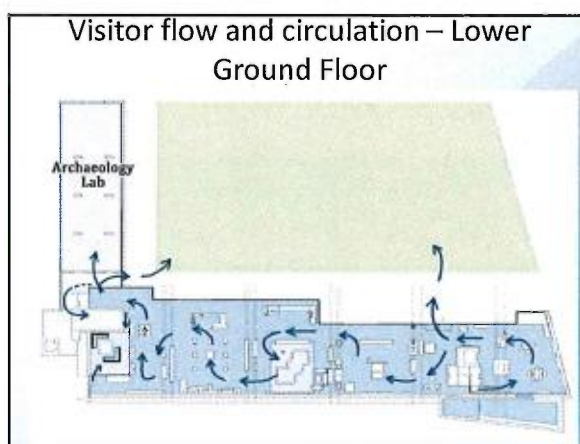 Visitor flow and circulation – Lower
Ground Floor
Archaeology
Lab